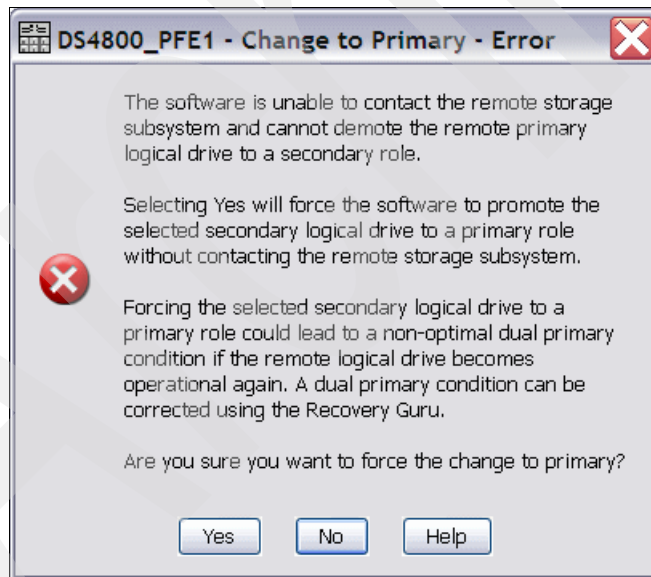 DS4800_PFE1 - Change to Primary - Error
The software is unable to contact the remote storage
subsystem and cannot demote the remote primary
logical drive to a secondary role.
Selecting Yes will force the software to promote the
selected secondary logical drive to a primary role
without contacting the remote storage subsystem.
Forcing the selected secondary logical drive to a
primary role could lead to a non-optimal dual primary
condition if the remote logical drive becomes
operational again. A dual primary condition can be
corrected using the Recovery Guru.
Are you sure you want to force the change to primary?
Yes No Help